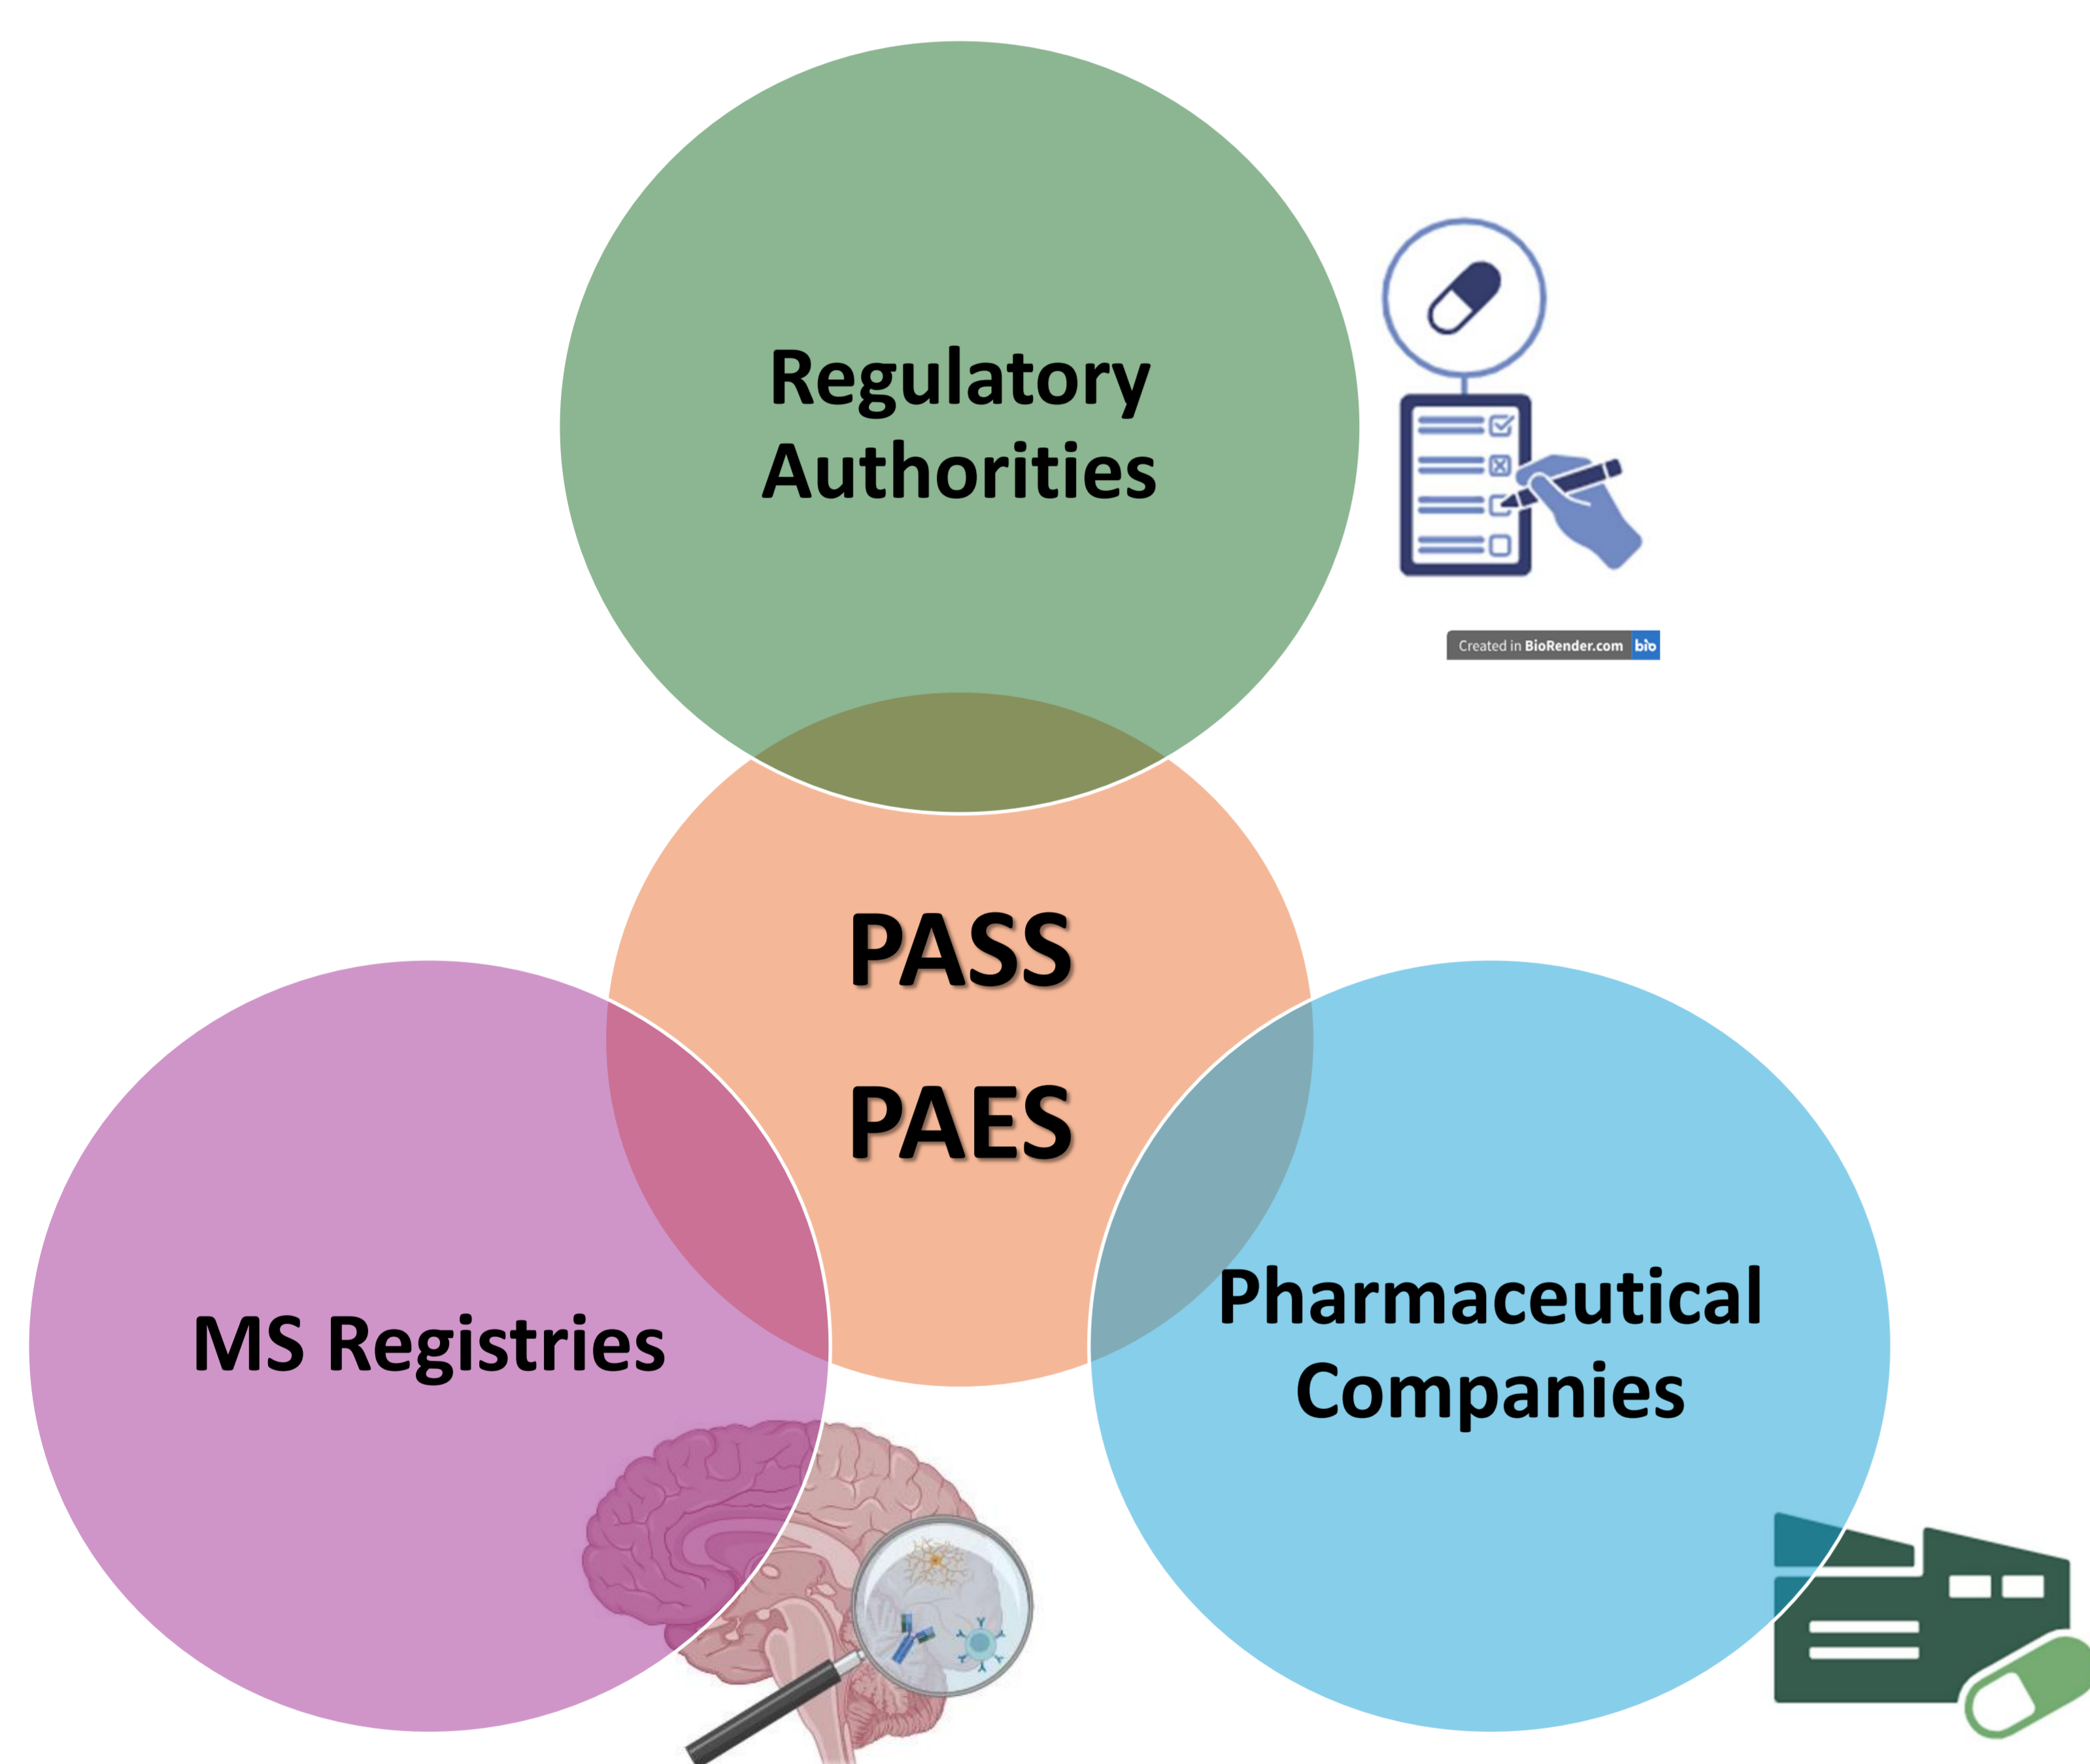 Regulatory
Authorities
Created in BioRender.com bio
PASS
PAES
MS Registries
Pharmaceutical
Companies